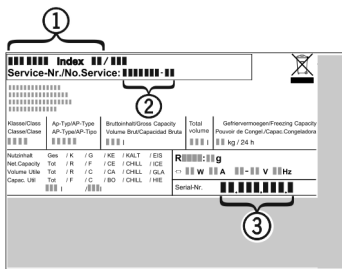 1
Index /
Service-Nr./No.Service: -
2
Klasse/Class Ap-Typ/AP-Type Bruttoinhalt/Gross Capacity Total Gefriervermoegen/Freezing Capacity
Classe/Clase AP-Type/AP-Tipo Volume Brut/Capacidad Bruta volume Pouvoir de Congel./Capac.Congeladora
l l kg / 24 h
Nutzinhalt Ges / K / G / KE / KALT / EIS
Net.Capacity Tot / R / F / CE / CHILL / ICE
Volume Utile Tot / F / C / CA / CHILL / GLA
Capac. Util Tot / F / C / BO / CHILL / HIE
l / l
R : g
W A - V Hz
Serial-Nr. . . .
3